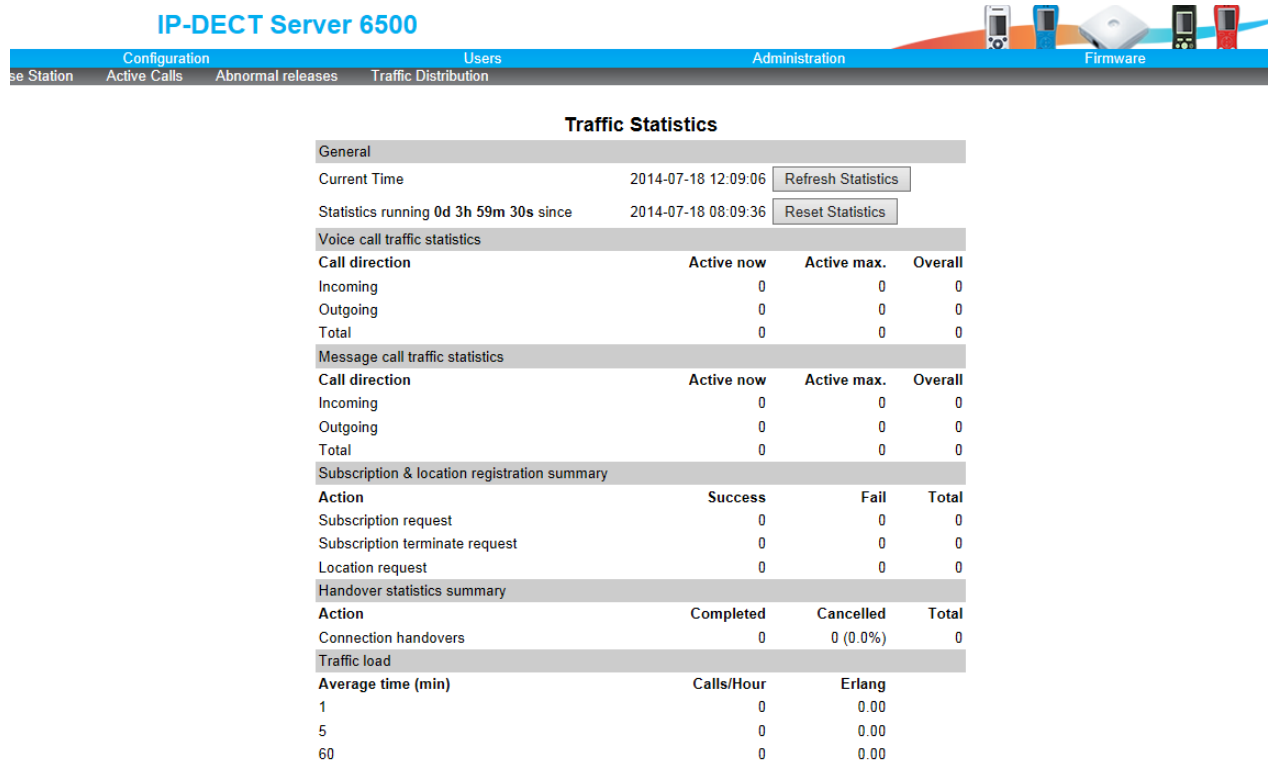 IP-DECT Server 6500
Configuration Users Administration Firmware
se Station Active Calls Abnormal releases Traffic Distribution
Traffic Statistics
General
Current Time 2014-07-18 12:09:06 Refresh Statistics
Statistics running 0d 3h 59m 30s since 2014-07-18 08:09:36 Reset Statistics
Voice call traffic statistics
Call direction Active now Active max. Overall
Incoming 0 0 0
Outgoing 0 0 0
Total 0 0 0
Message call traffic statistics
Call direction Active now Active max. Overall
Incoming 0 0 0
Outgoing 0 0 0
Total 0 0 0
Subscription & location registration summary
Action Success Fail Total
Subscription request 0 0 0
Subscription terminate request 0 0 0
Location request 0 0 0
Handover statistics summary
Action Completed Cancelled Total
Connection handovers 0 0 (0.0%) 0
Traffic load
Average time (min) Calls/Hour Erlang
1 0 0.00
5 0 0.00
60 0 0.00